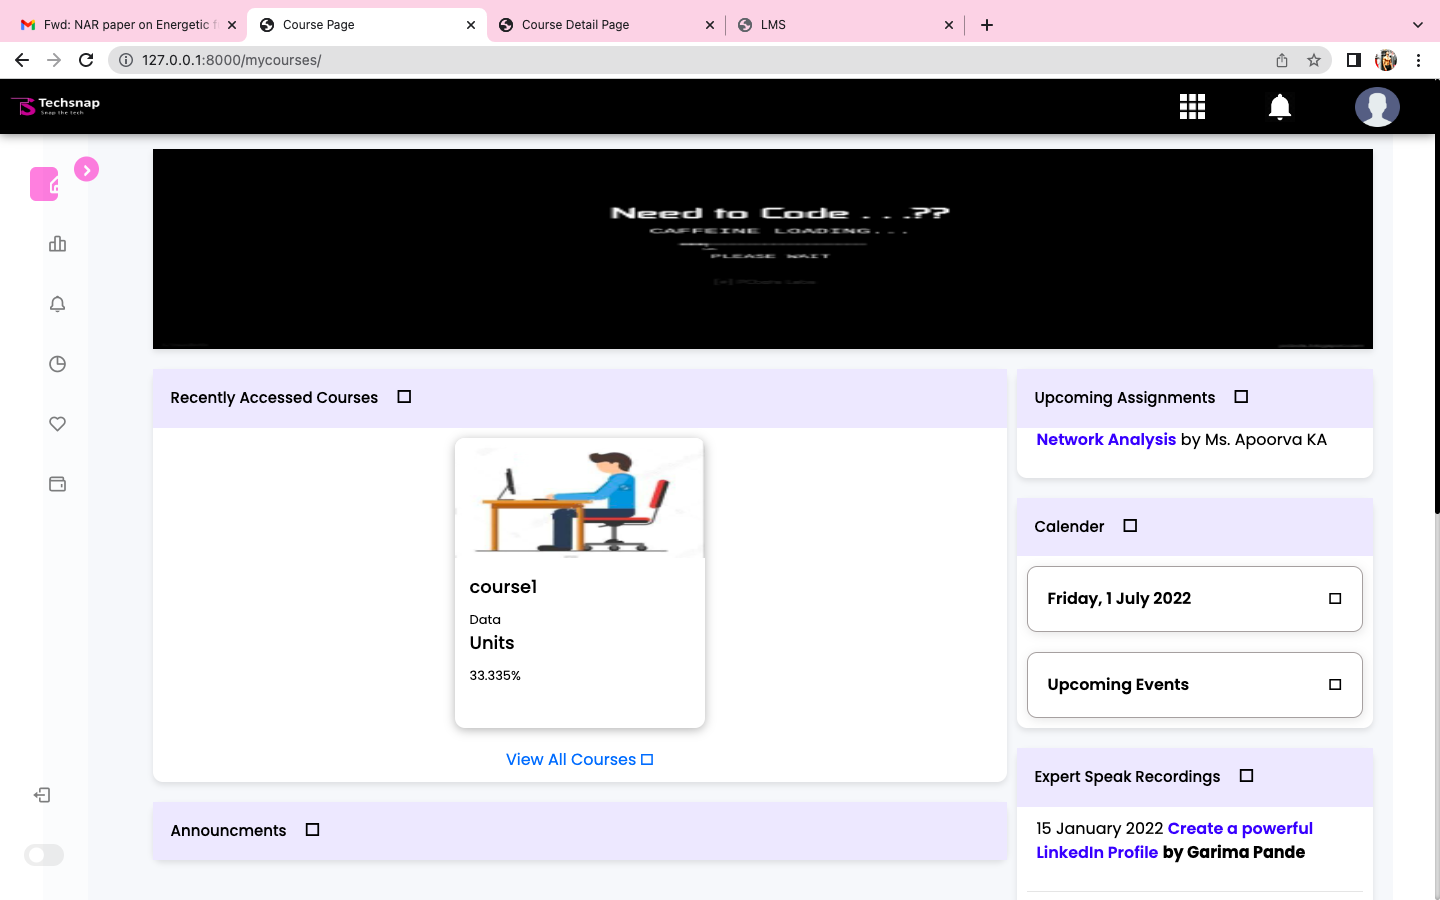 Fwd: NAR paper on Energetic
Course Page
Course Detail Page
LMS
127.0.0.1:8000/mycourses/
Techsnap
Snap the tech
Need to Code . . .??
CAFFEINE LOADING...
PLEASE WAIT
Recently Accessed Courses
course1
Data
Units
33.335%
View All Courses
Announcments
Upcoming Assignments
Network Analysis by Ms. Apoorva KA
Calender
Friday, 1 July 2022
Upcoming Events
Expert Speak Recordings
15 January 2022 Create a powerful
LinkedIn Profile by Garima Pande